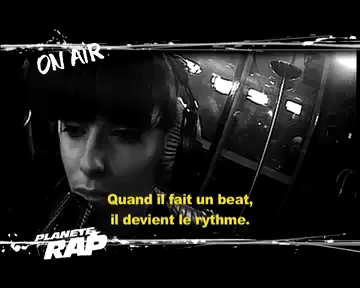 ON AIR
Quand il fait un beat,
il devient le rythme.
PLANETE
RAP